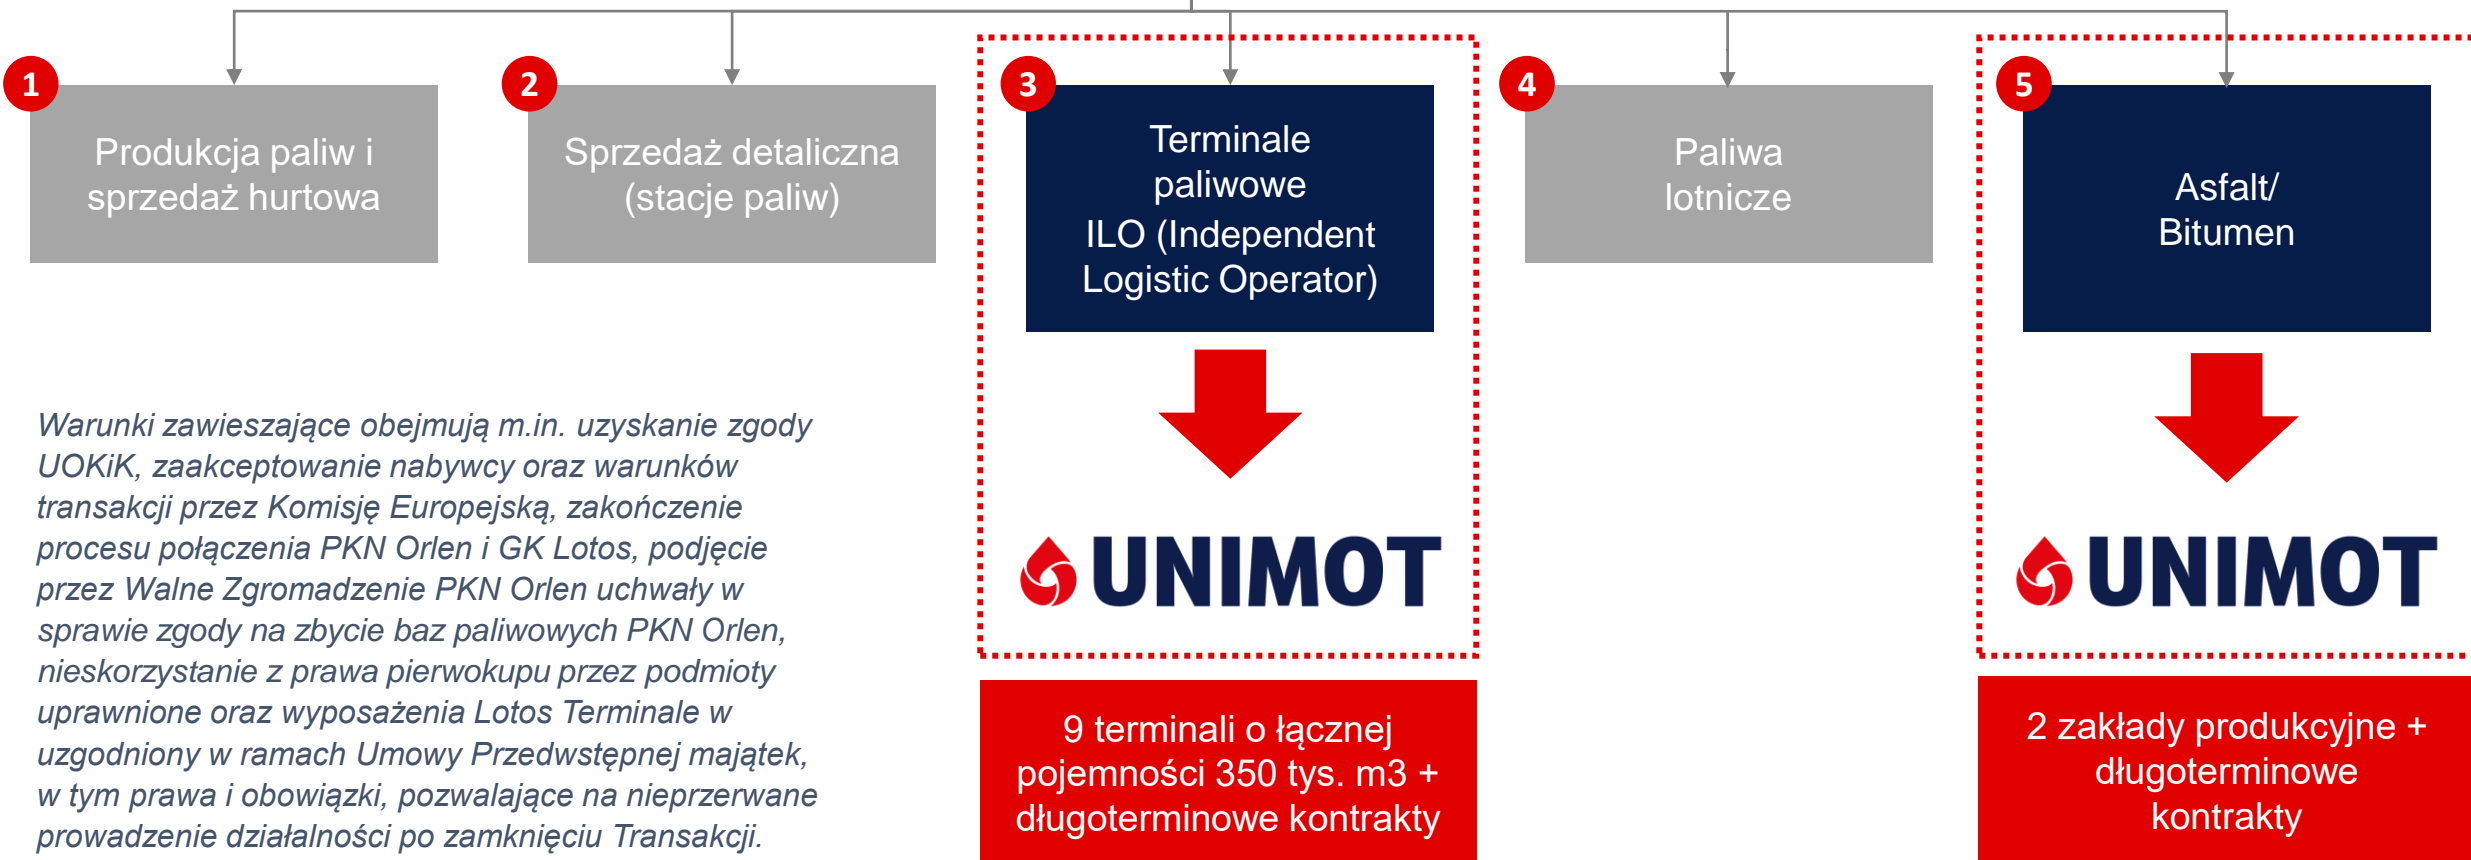 1
Produkcja paliw i
sprzedaż hurtowa
2
Sprzedaż detaliczna
(stacje paliw)
3
Terminale
paliwowe
ILO (Independent
Logistic Operator)
4
Paliwa
lotnicze
5
Asfalt/
Bitumen
Warunki zawieszające obejmują m.in. uzyskanie zgody
UOKiK, zaakceptowanie nabywcy oraz warunków
transakcji przez Komisję Europejską, zakończenie
procesu połączenia PKN Orlen i GK Lotos, podjęcie
przez Walne Zgromadzenie PKN Orlen uchwały w
sprawie zgody na zbycie baz paliwowych PKN Orlen,
nieskorzystanie z prawa pierwokupu przez podmioty
uprawnione oraz wyposażenia Lotos Terminale w
uzgodniony w ramach Umowy Przedwstępnej majątek,
w tym prawa i obowiązki, pozwalające na nieprzerwane
prowadzenie działalności po zamknięciu Transakcji.
UNIMOT
9 terminali o łącznej
pojemności 350 tys. m3 +
długoterminowe kontrakty
UNIMOT
2 zakłady produkcyjne +
długoterminowe
kontrakty